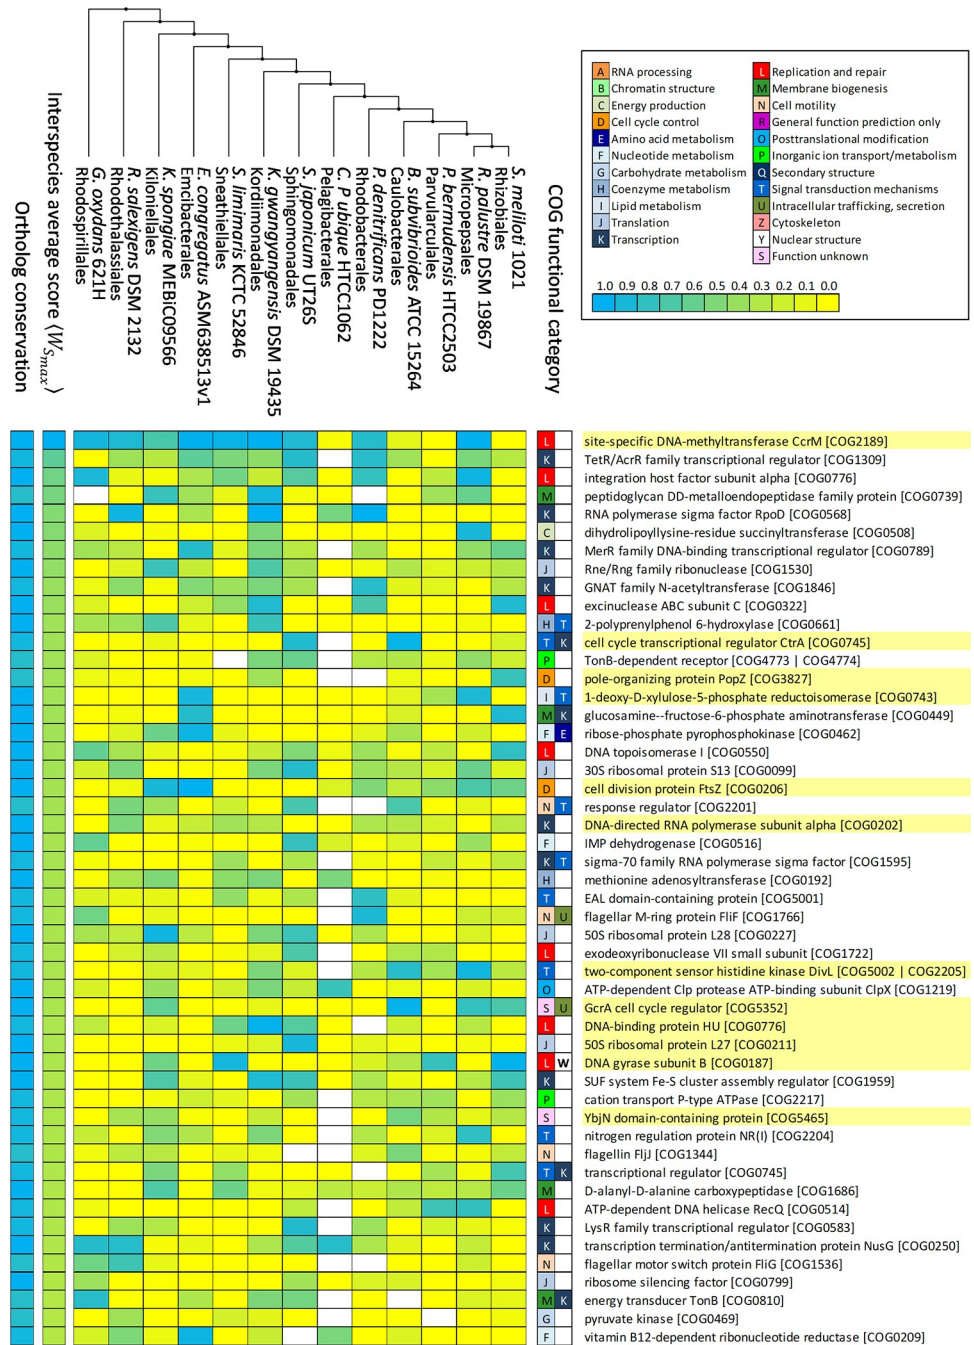 A RNA processing
B Chromatin structure
C Energy production
D Cell cycle control
E Amino acid metabolism
F Nucleotide metabolism
G Carbohydrate metabolism
H Coenzyme metabolism
I Lipid metabolism
J Translation
K Transcription
L Replication and repair
M Membrane biogenesis
N Cell motility
R General function prediction only
O Posttranslational modification
P Inorganic ion transport/metabolism
Q Secondary structure
T Signal transduction mechanisms
U Intracellular trafficking, secretion
Z Cytoskeleton
Y Nuclear structure
S Function unknown
1.0 0.9 0.8 0.7 0.6 0.5 0.4 0.3 0.2 0.1 0.0
Ortholog conservation
Interspecies average score ⟨W_Smax⟩
Rhodospirillales
G. oxydans 621H
Rhodothalassiales
R. salexigens DSM 2132
Kiloniellales
K. spongiae MEBiC09566
Emcibacterales
E. congregatus ASM638513v1
Sneathiellales
S. limimaris KCTC 52846
Kordiimonadales
K. gwangyangensis DSM 19435
Sphingomonadales
S. japonicum UT26S
Pelagibacterales
C. P ubique HTCC1062
Rhodobacterales
P. denitrificans PD1222
Caulobacterales
B. subvibrioides ATCC 15264
Parvularculales
P. bermudensis HTCC2503
Micropepsales
R. palustre DSM 19867
Rhizobiales
S. meliloti 1021
COG functional category
L site-specific DNA-methyltransferase CcrM [COG2189]
K TetR/AcrR family transcriptional regulator [COG1309]
L integration host factor subunit alpha [COG0776]
M peptidoglycan DD-metalloendopeptidase family protein [COG0739]
K RNA polymerase sigma factor RpoD [COG0568]
C dihydrolipoyllysine-residue succinyltransferase [COG0508]
K MerR family DNA-binding transcriptional regulator [COG0789]
J Rne/Rng family ribonuclease [COG1530]
K GNAT family N-acetyltransferase [COG1846]
L excinuclease ABC subunit C [COG0322]
H T 2-polyprenylphenol 6-hydroxylase [COG0661]
T K cell cycle transcriptional regulator CtrA [COG0745]
P TonB-dependent receptor [COG4773 | COG4774]
D pole-organizing protein PopZ [COG3827]
I T 1-deoxy-D-xylulose-5-phosphate reductoisomerase [COG0743]
M K glucosamine--fructose-6-phosphate aminotransferase [COG0449]
F E ribose-phosphate pyrophosphokinase [COG0462]
L DNA topoisomerase I [COG0550]
J 30S ribosomal protein S13 [COG0099]
D cell division protein FtsZ [COG0206]
N T response regulator [COG2201]
K DNA-directed RNA polymerase subunit alpha [COG0202]
F IMP dehydrogenase [COG0516]
K T sigma-70 family RNA polymerase sigma factor [COG1595]
H methionine adenosyltransferase [COG0192]
T EAL domain-containing protein [COG5001]
N U flagellar M-ring protein FliF [COG1766]
J 50S ribosomal protein L28 [COG0227]
L exodeoxyribonuclease VII small subunit [COG1722]
T two-component sensor histidine kinase DivL [COG5002 | COG2205]
O ATP-dependent Clp protease ATP-binding subunit ClpX [COG1219]
S U GcrA cell cycle regulator [COG5352]
L DNA-binding protein HU [COG0776]
J 50S ribosomal protein L27 [COG0211]
L W DNA gyrase subunit B [COG0187]
K SUF system Fe-S cluster assembly regulator [COG1959]
P cation transport P-type ATPase [COG2217]
S YbjN domain-containing protein [COG5465]
T nitrogen regulation protein NR(I) [COG2204]
N flagellin FljJ [COG1344]
T K transcriptional regulator [COG0745]
M D-alanyl-D-alanine carboxypeptidase [COG1686]
L ATP-dependent DNA helicase RecQ [COG0514]
K LysR family transcriptional regulator [COG0583]
K transcription termination/antitermination protein NusG [COG0250]
N flagellar motor switch protein FliG [COG1536]
J ribosome silencing factor [COG0799]
M K energy transducer TonB [COG0810]
G pyruvate kinase [COG0469]
F vitamin B12-dependent ribonucleotide reductase [COG0209]